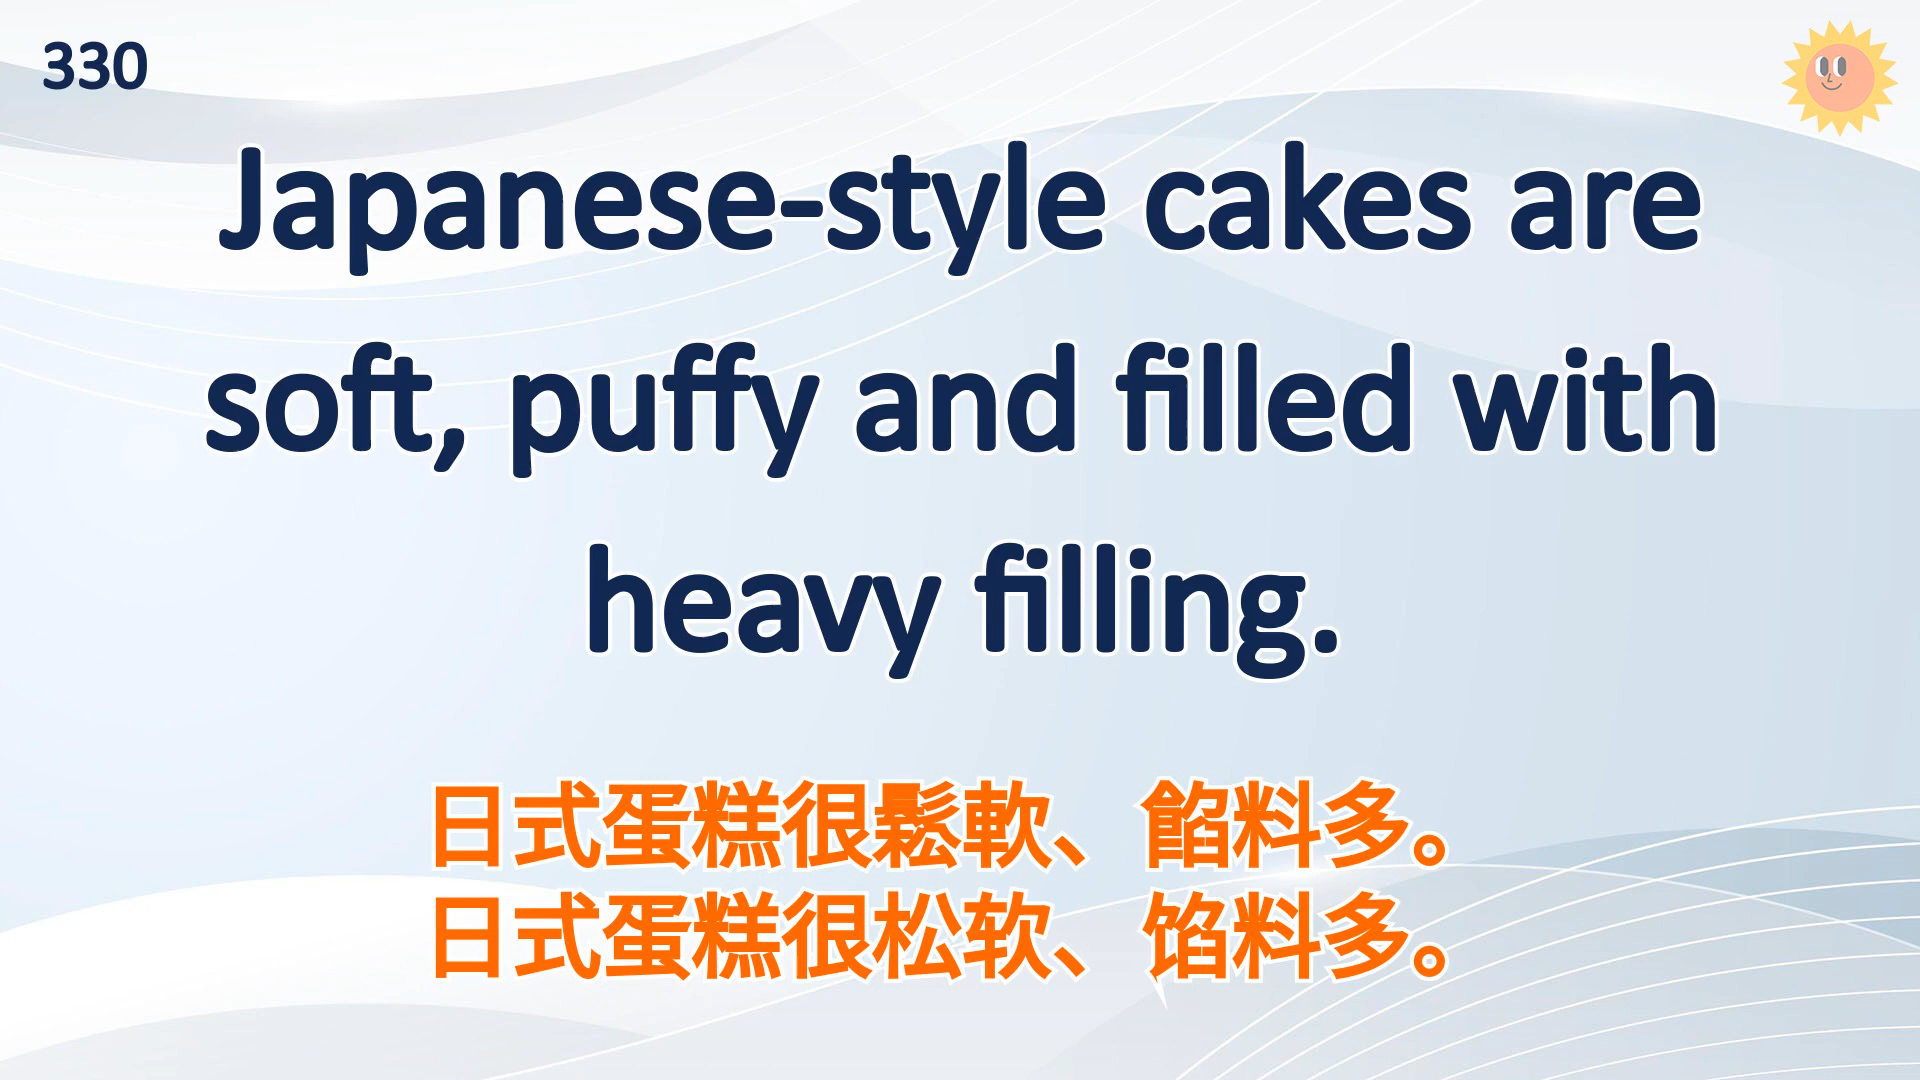 330
Japanese-style cakes are
soft, puffy and filled with
heavy filling.
日式蛋糕很鬆軟、餡料多。
日式蛋糕很松软、馅料多。